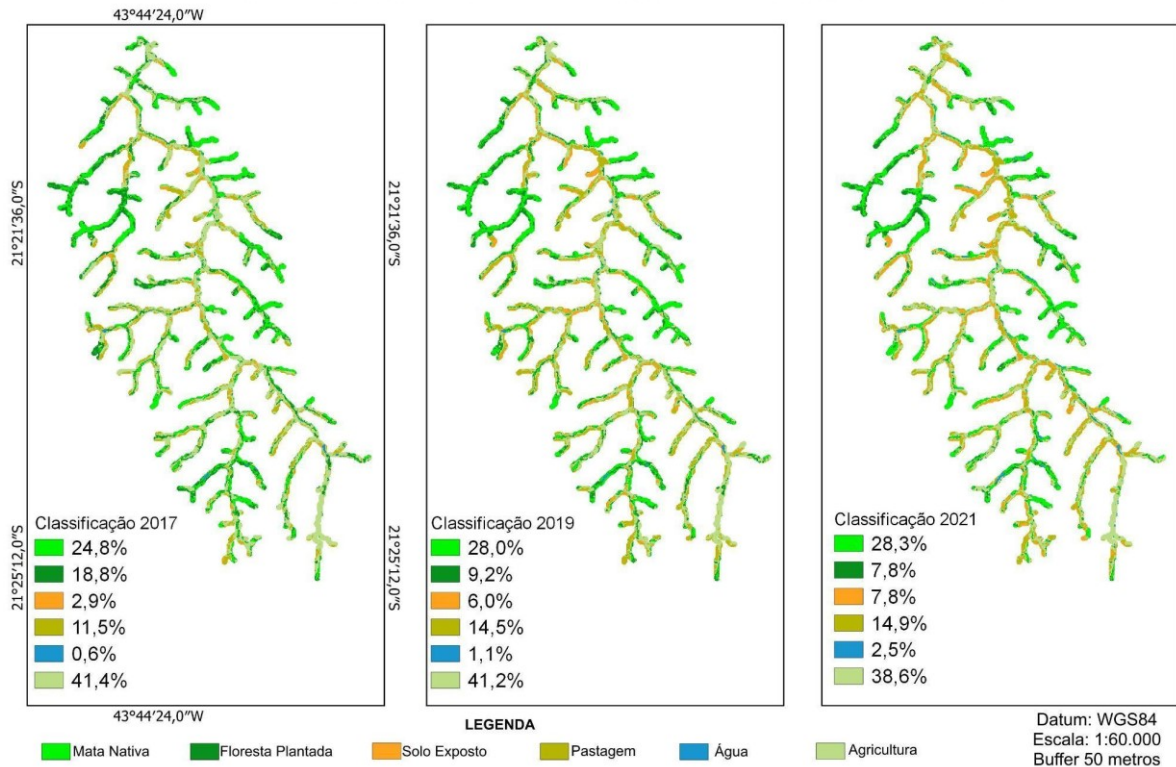 43°44'24,0"W
21°21'36,0"S
21°21'36,0"S
21°25'12,0"S
21°25'12,0"S
Classificação 2017
24,8%
18,8%
2,9%
11,5%
0,6%
41,4%
Classificação 2019
28,0%
9,2%
6,0%
14,5%
1,1%
41,2%
Classificação 2021
28,3%
7,8%
7,8%
14,9%
2,5%
38,6%
43°44'24,0"W
LEGENDA
Mata Nativa Floresta Plantada Solo Exposto Pastagem Água Agricultura
Datum: WGS84
Escala: 1:60.000
Buffer 50 metros